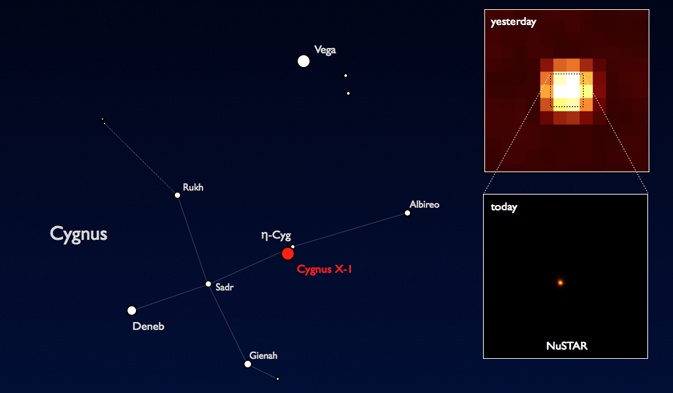 Vega
yesterday
Rukh
Albireo
Cygnus
η-Cyg
Cygnus X-1
today
Sadr
Deneb
NuSTAR
Gienah